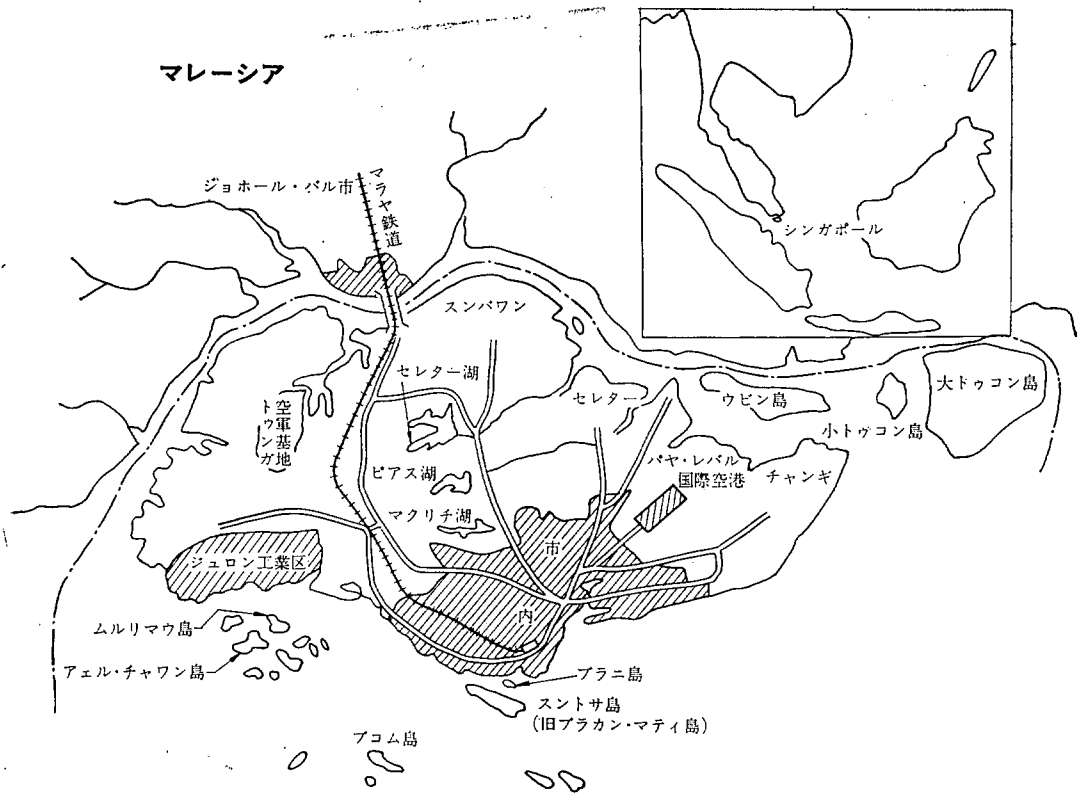 マレーシア
ジョホール・バル市
マラヤ鉄道
シンガポール
スンバワン
セレター湖
セレター
ウビン島
大トゥコン島
小トゥコン島
空軍基地
トゥンガ
ピアス湖
パヤ・レバル
国際空港
チャンギ
マクリチ湖
市
内
ジュロン工業区
ムルリマウ島
アェル・チャワン島
ブラニ島
スントサ島
(旧ブラカン・マティ島)
ブコム島